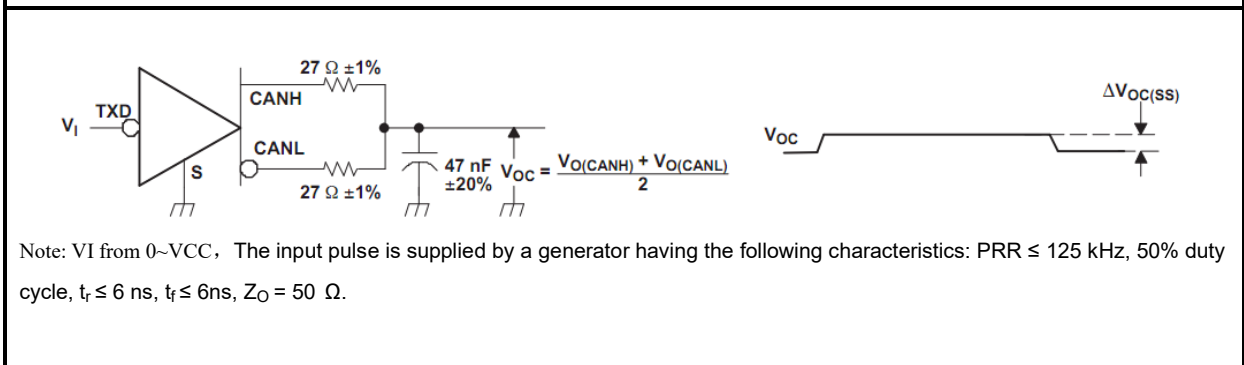 27 Ω ±1%
CANH
TXD
VI
CANL
S
27 Ω ±1%
47 nF
±20%
VOC = VO(CANH) + VO(CANL)
2
VOC
ΔVOC(SS)
Note: VI from 0~VCC，The input pulse is supplied by a generator having the following characteristics: PRR ≤ 125 kHz, 50% duty
cycle, tr ≤ 6 ns, tf ≤ 6ns, ZO = 50 Ω.